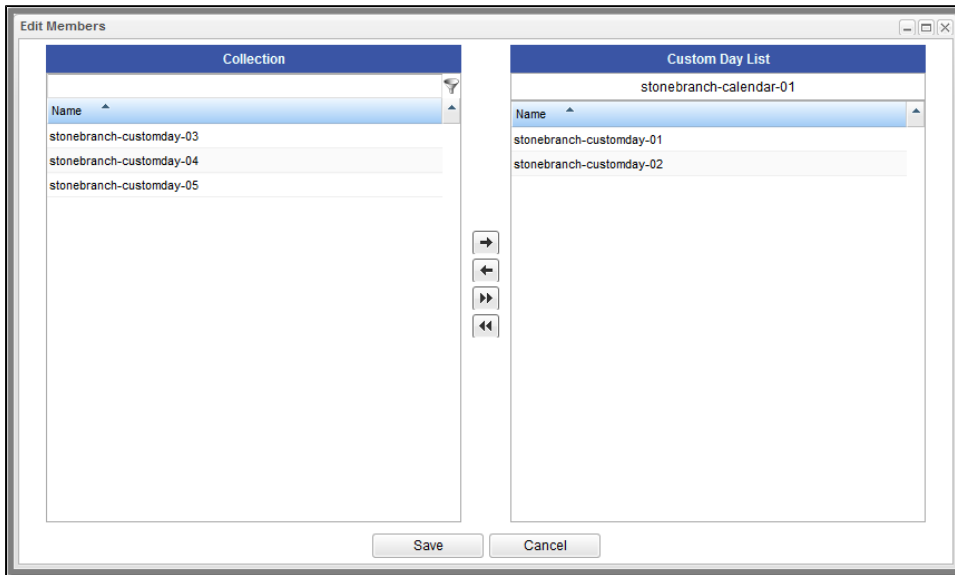 Edit Members
Collection
Name
stonebranch-customday-03
stonebranch-customday-04
stonebranch-customday-05
Custom Day List
stonebranch-calendar-01
Name
stonebranch-customday-01
stonebranch-customday-02
Save Cancel